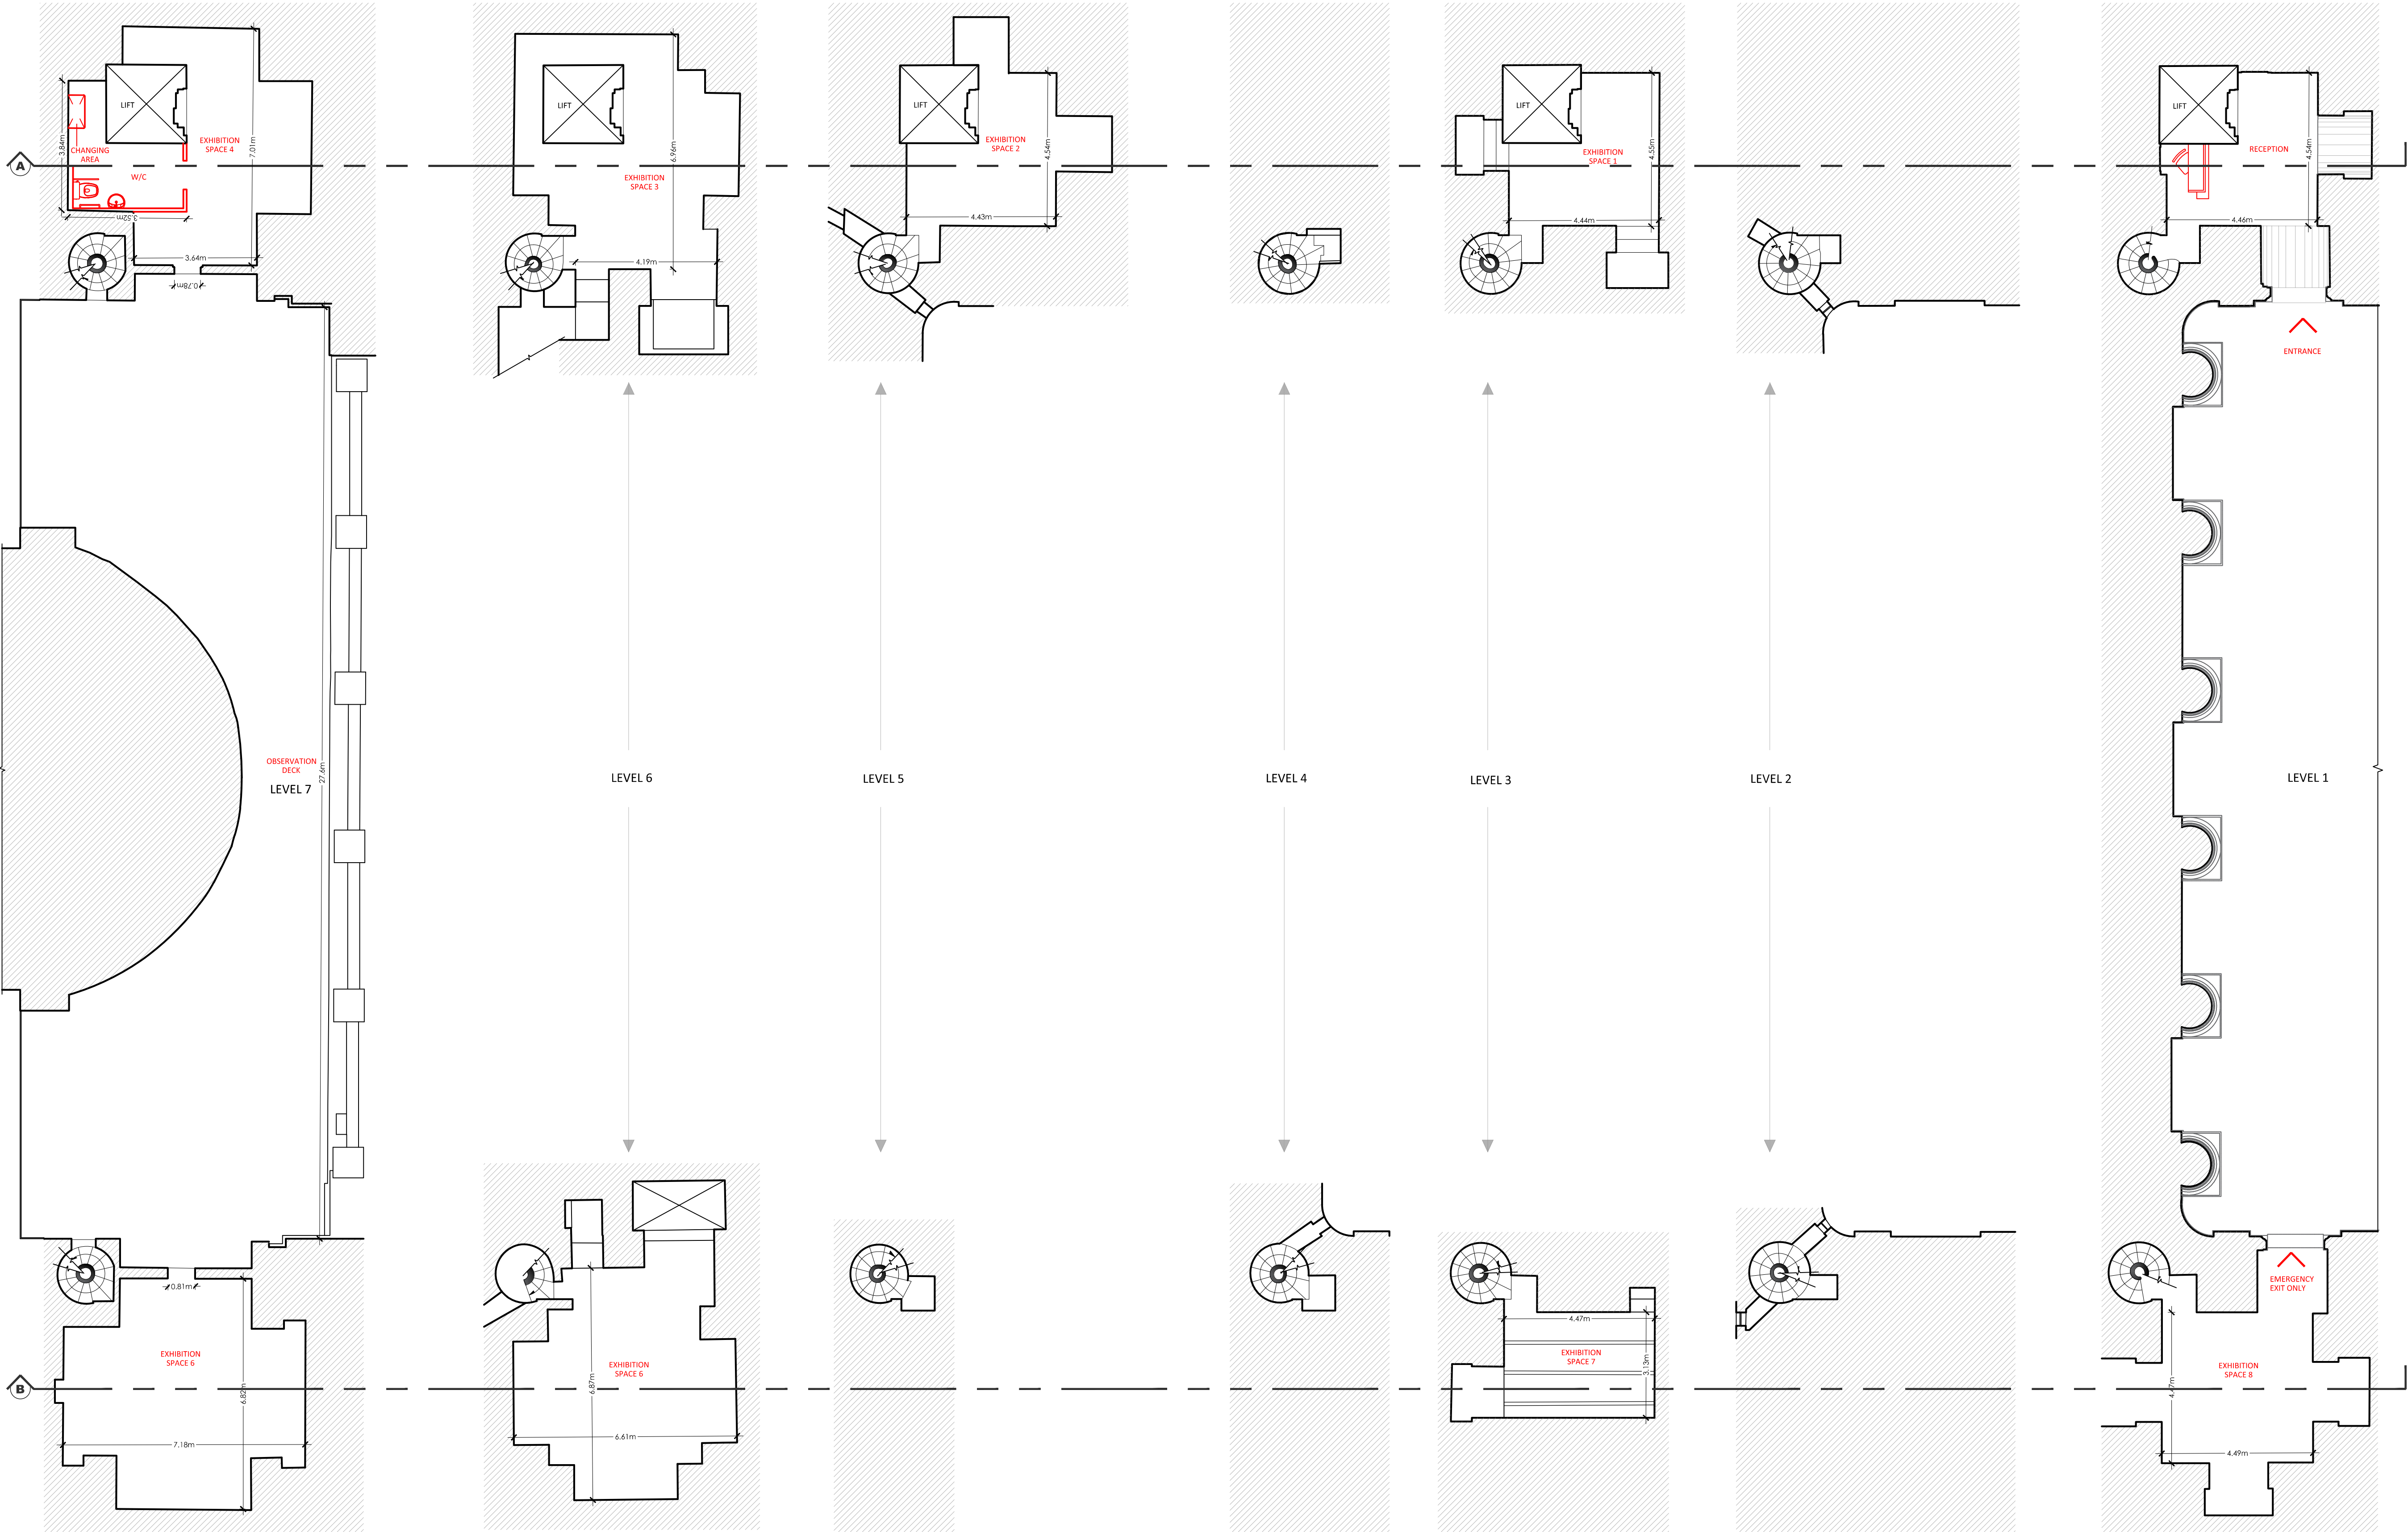 LIFT
EXHIBITION
SPACE 4
7.01m
3.84m
CHANGING
AREA
W/C
3.52m
3.64m
0.78m
A
LIFT
6.96m
EXHIBITION
SPACE 3
4.19m
LIFT
EXHIBITION
SPACE 2
4.54m
4.43m
LIFT
EXHIBITION
SPACE 1
4.55m
4.44m
LIFT
RECEPTION
4.54m
4.46m
ENTRANCE
OBSERVATION
DECK
LEVEL 7
27.6m
LEVEL 6
LEVEL 5
LEVEL 4
LEVEL 3
LEVEL 2
LEVEL 1
0.81m
EXHIBITION
SPACE 6
6.82m
7.18m
B
EXHIBITION
SPACE 6
6.87m
6.61m
4.47m
EXHIBITION
SPACE 7
3.13m
EMERGENCY
EXIT ONLY
EXHIBITION
SPACE 8
4.49m